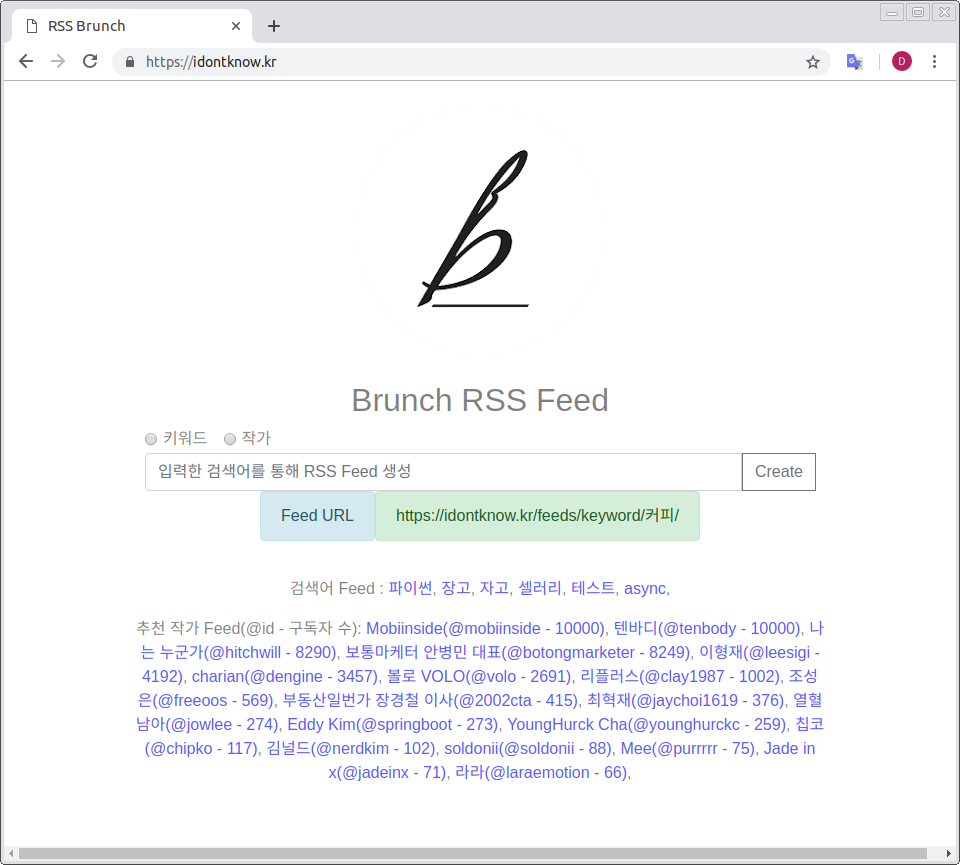 RSS Brunch
https://idontknow.kr
D
Brunch RSS Feed
키워드 작가
입력한 검색어를 통해 RSS Feed 생성 Create
Feed URL https://idontknow.kr/feeds/keyword/커피/
검색어 Feed : 파이썬, 장고, 자고, 셀러리, 테스트, async,
추천 작가 Feed(@id - 구독자 수): Mobiinside(@mobiinside - 10000), 텐바디(@tenbody - 10000), 나
는 누군가(@hitchwill - 8290), 보통마케터 안병민 대표(@botongmarketer - 8249), 이형재(@leesigi -
4192), charian(@dengine - 3457), 볼로 VOLO(@volo - 2691), 리플러스(@clay1987 - 1002), 조성
은(@freeoos - 569), 부동산일번가 장경철 이사(@2002cta - 415), 최혁재(@jaychoi1619 - 376), 열혈
남아(@jowlee - 274), Eddy Kim(@springboot - 273), YoungHurck Cha(@younghurckc - 259), 칩코
(@chipko - 117), 김널드(@nerdkim - 102), soldonii(@soldonii - 88), Mee(@purrrrr - 75), Jade in
x(@jadeinx - 71), 라라(@laraemotion - 66),